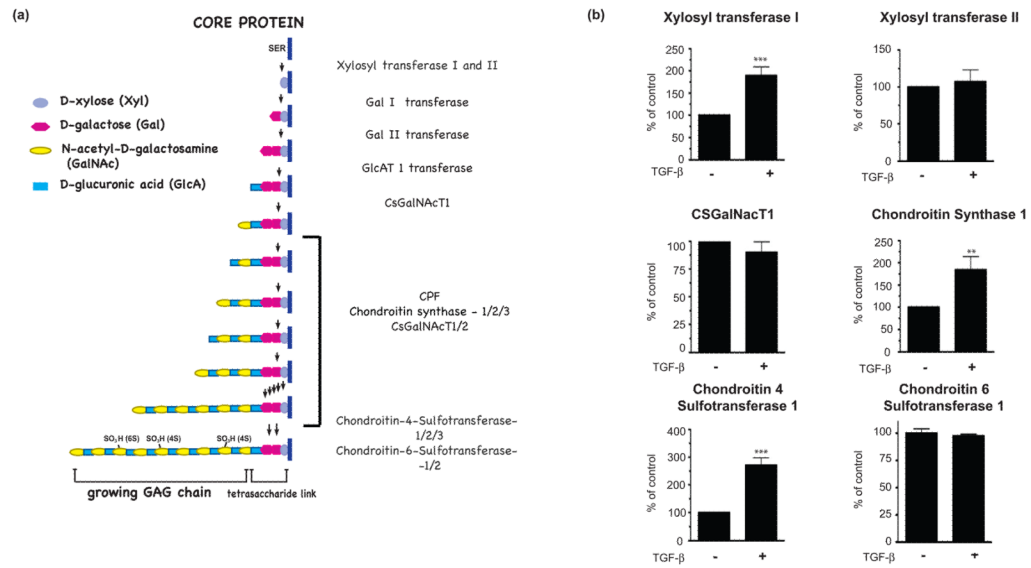 (a)
CORE PROTEIN
SER
Xylosyl transferase I and II
Gal I transferase
Gal II transferase
GlcAT 1 transferase
CsGalNAcT1
D-xylose (Xyl)
D-galactose (Gal)
N-acetyl-D-galactosamine
(GalNAc)
D-glucuronic acid (GlcA)
CPF
Chondroitin synthase - 1/2/3
CsGalNAcT1/2
Chondroitin-4-Sulfotransferase-
1/2/3
Chondroitin-6-Sulfotransferase-
-1/2
SO3H (6S) SO3H (4S) SO3H (4S)
growing GAG chain
tetrasaccharide link
(b)
Xylosyl transferase I
% of control
250
200
150
100
50
0
***
TGF-β - +
Xylosyl transferase II
% of control
150
100
50
0
TGF-β - +
CSGalNacT1
% of control
100
75
50
25
0
TGF-β - +
Chondroitin Synthase 1
% of control
250
200
150
100
50
0
**
TGF-β - +
Chondroitin 4
Sulfotransferase 1
% of control
400
300
200
100
0
***
TGF-β - +
Chondroitin 6
Sulfotransferase 1
% of control
100
75
50
25
0
TGF-β - +